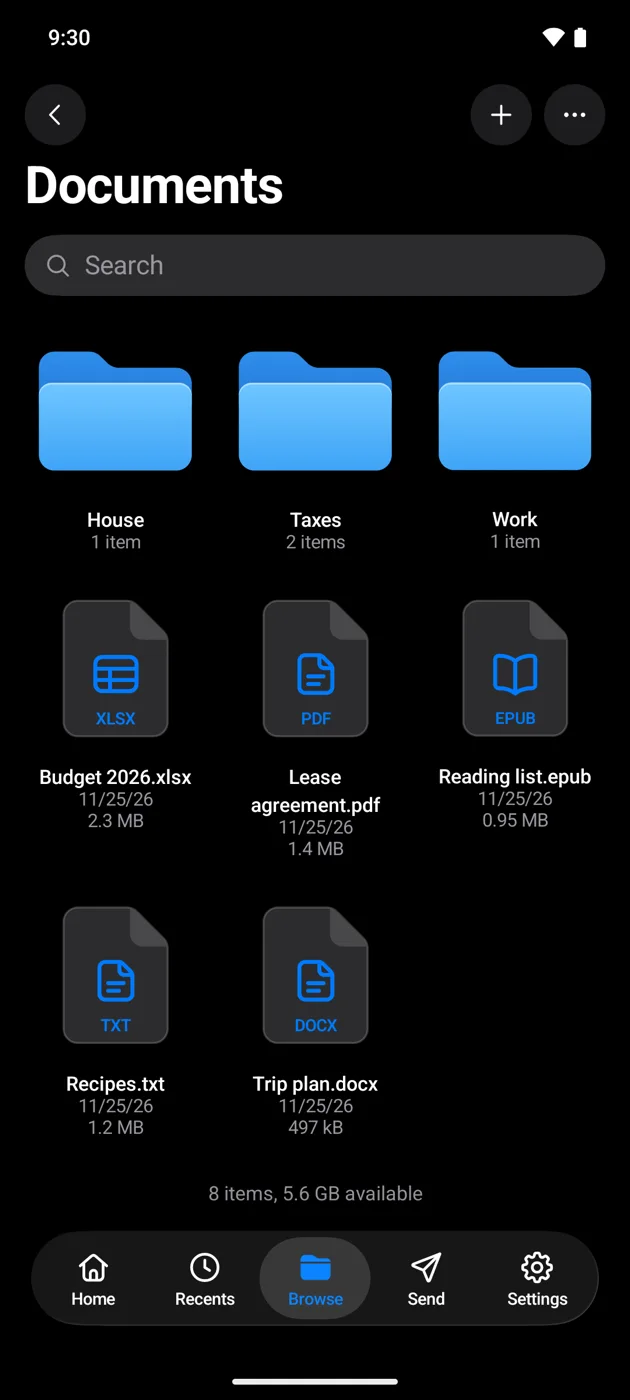 9:30
Documents
Search
House
1 item
Taxes
2 items
Work
1 item
XLSX
Budget 2026.xlsx
11/25/26
2.3 MB
PDF
Lease
agreement.pdf
11/25/26
1.4 MB
EPUB
Reading list.epub
11/25/26
0.95 MB
TXT
Recipes.txt
11/25/26
1.2 MB
DOCX
Trip plan.docx
11/25/26
497 kB
8 items, 5.6 GB available
Home
Recents
Browse
Send
Settings